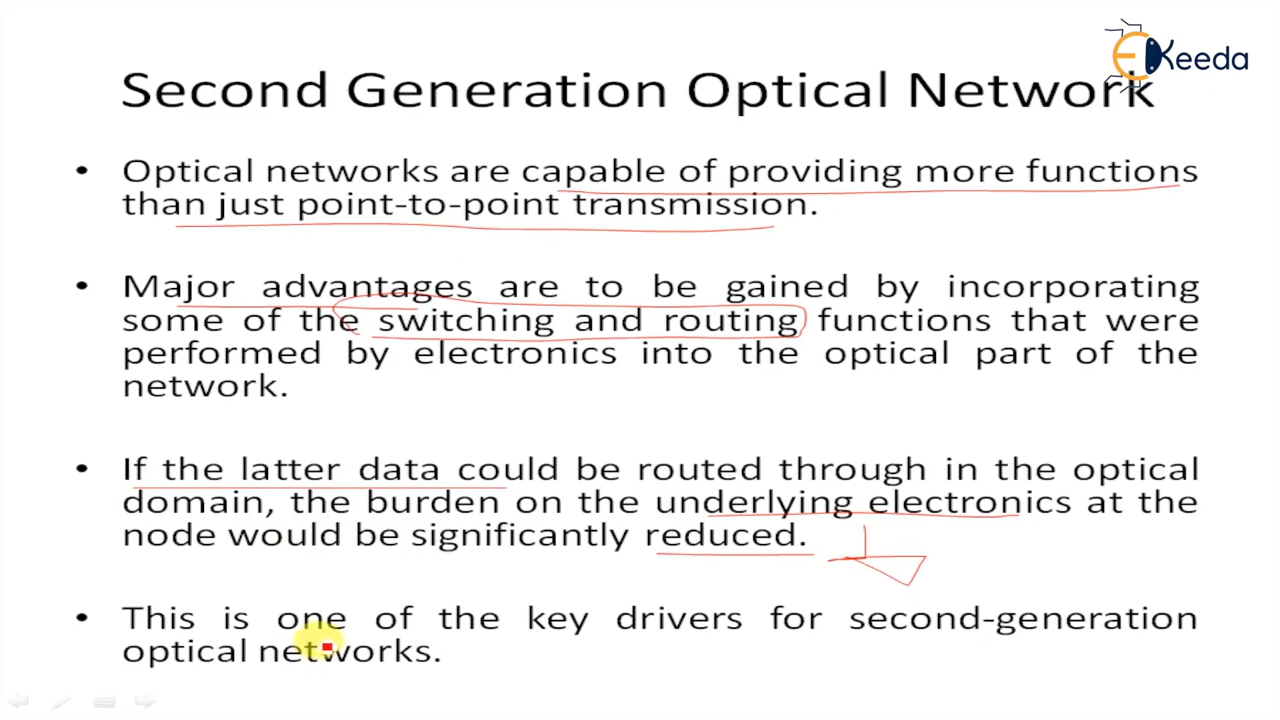 EKeeda
Second Generation Optical Network
• Optical networks are capable of providing more functions
than just point-to-point transmission.
• Major advantages are to be gained by incorporating
some of the switching and routing functions that were
performed by electronics into the optical part of the
network.
• If the latter data could be routed through in the optical
domain, the burden on the underlying electronics at the
node would be significantly reduced.
• This is one of the key drivers for second-generation
optical networks.